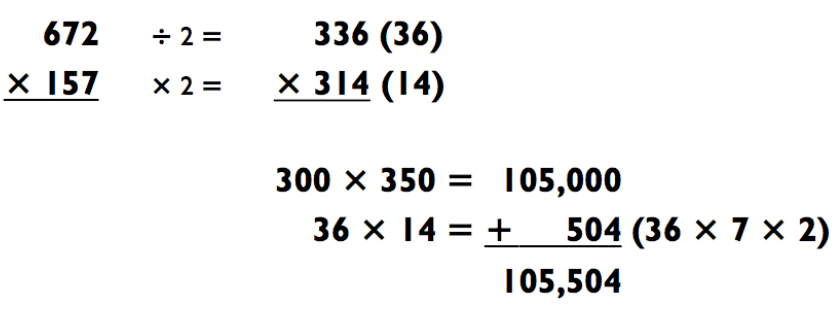 672 ÷ 2 = 336 (36)
× 157 × 2 = × 314 (14)
300 × 350 = 105,000
36 × 14 = + 504 (36 × 7 × 2)
105,504